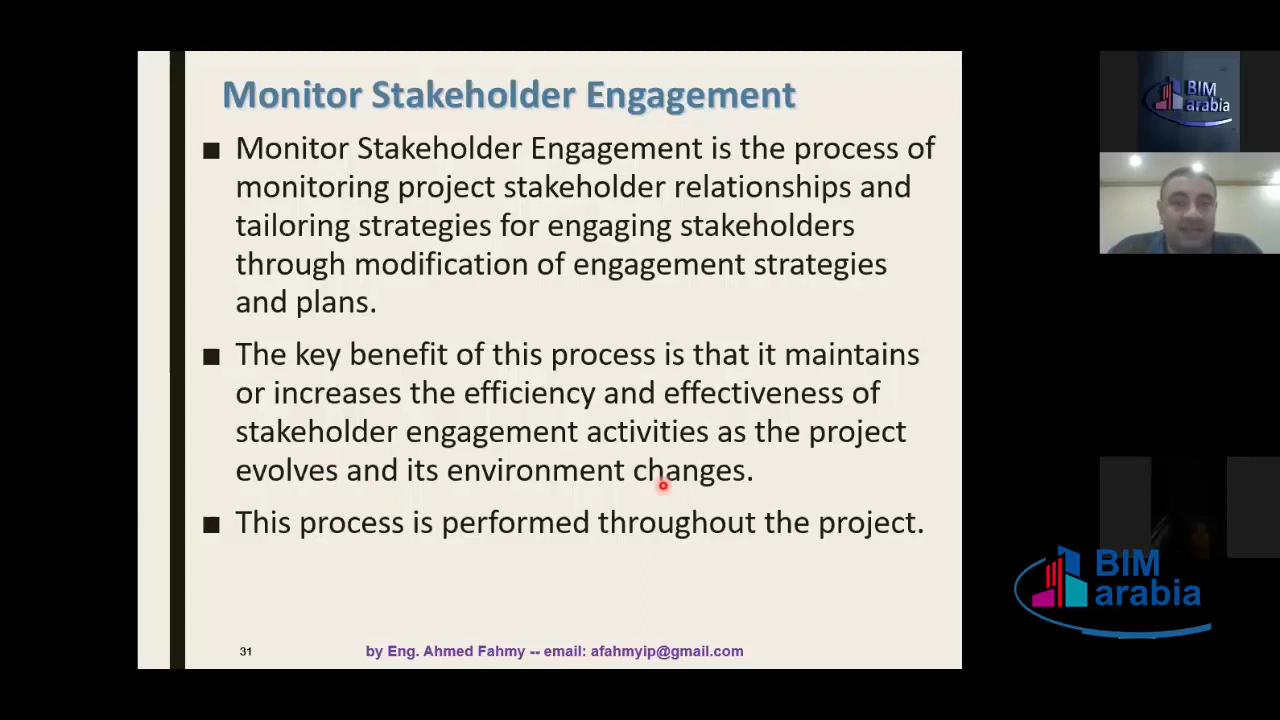 Monitor Stakeholder Engagement
■ Monitor Stakeholder Engagement is the process of
monitoring project stakeholder relationships and
tailoring strategies for engaging stakeholders
through modification of engagement strategies
and plans.
■ The key benefit of this process is that it maintains
or increases the efficiency and effectiveness of
stakeholder engagement activities as the project
evolves and its environment changes.
■ This process is performed throughout the project.
31
by Eng. Ahmed Fahmy -- email: afahmyip@gmail.com
BIM
arabia
BIM
arabia